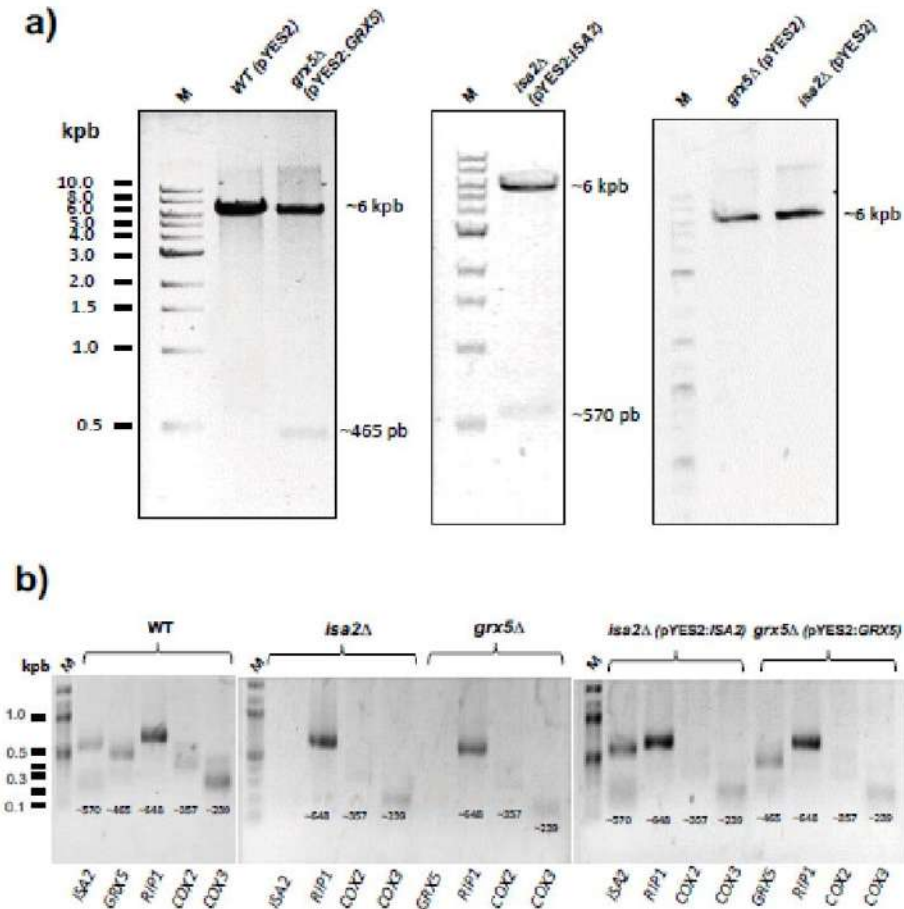 a)
M
WT (pYES2)
grx5Δ
(pYES2:GRX5)
M
isa2Δ
(pYES2:ISA2)
M
grx5Δ (pYES2)
isa2Δ (pYES2)
kpb
10.0
8.0
6.0
5.0
4.0
3.0
2.0
1.5
1.0
0.5
~6 kpb
~465 pb
~6 kpb
~570 pb
~6 kpb
b)
WT
isa2Δ
grx5Δ
isa2Δ (pYES2:ISA2)
grx5Δ (pYES2:GRX5)
kpb
M
M
M
1.0
0.5
0.3
0.1
~570
~465
~648
~357
~239
~648
~357
~239
~648
~357
~239
~570
~648
~357
~239
~465
~648
~357
~239
ISA2
GRX5
RIP1
COX2
COX3
ISA2
RIP1
COX2
COX3
GRX5
RIP1
COX2
COX3
ISA2
RIP1
COX2
COX3
GRX5
RIP1
COX2
COX3